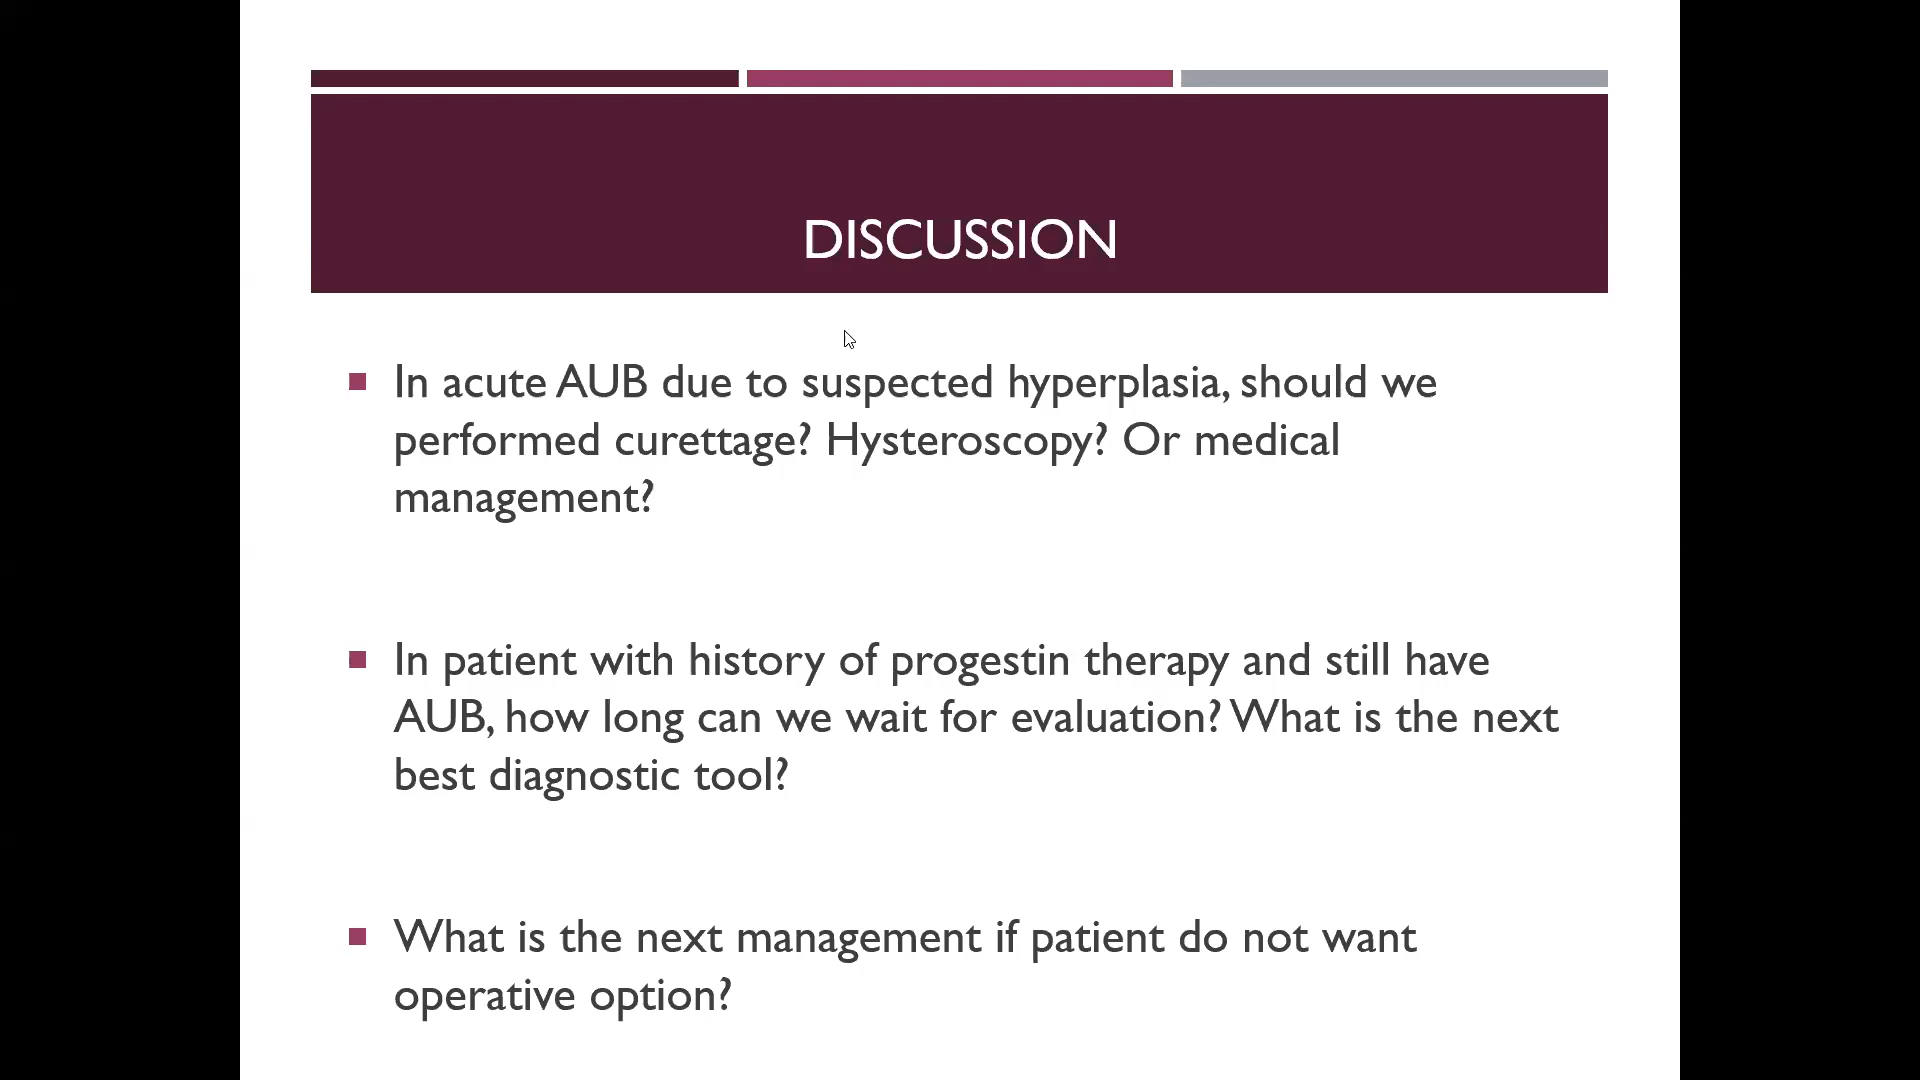 DISCUSSION
In acute AUB due to suspected hyperplasia, should we
performed curettage? Hysteroscopy? Or medical
management?
In patient with history of progestin therapy and still have
AUB, how long can we wait for evaluation? What is the next
best diagnostic tool?
What is the next management if patient do not want
operative option?